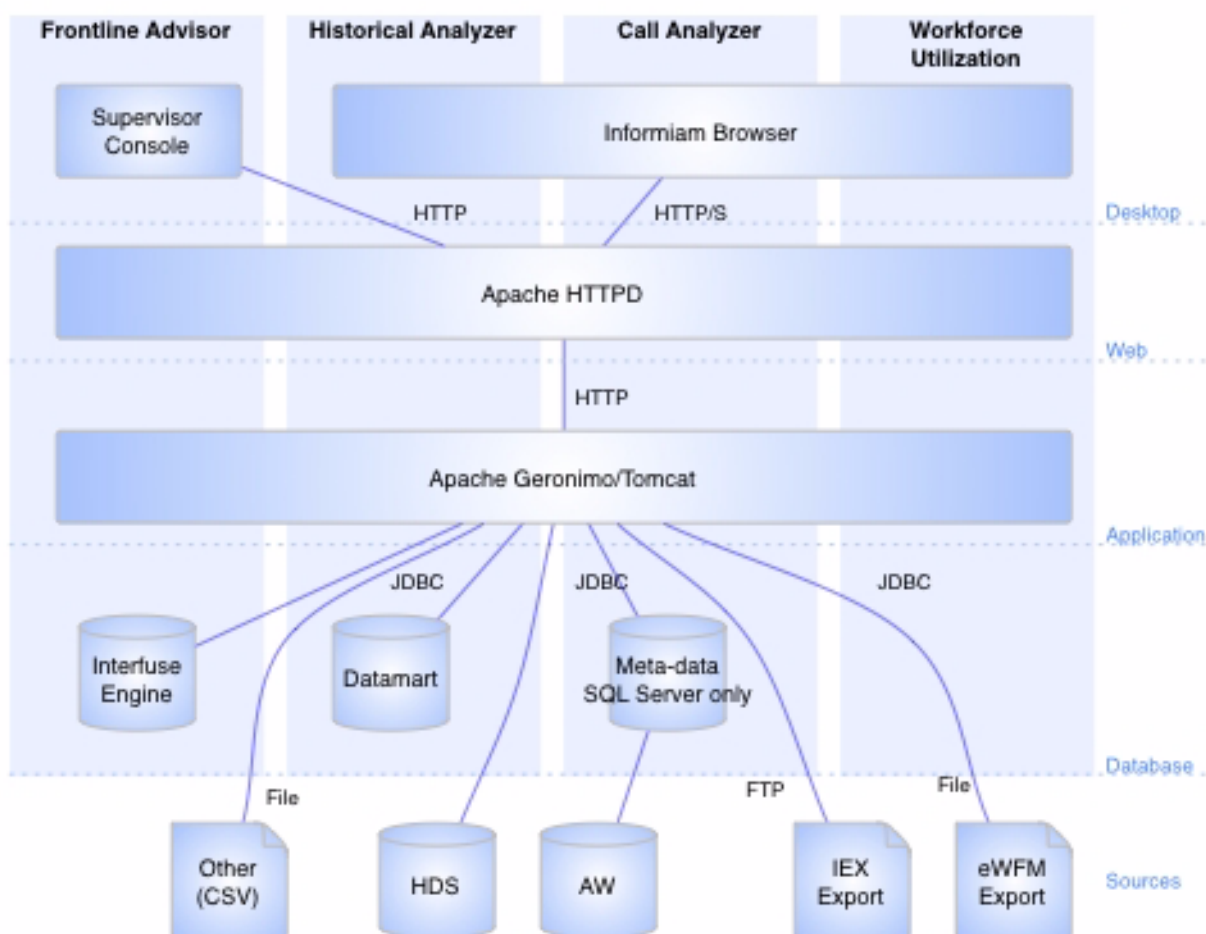 Frontline Advisor
Historical Analyzer
Call Analyzer
Workforce
Utilization
Supervisor
Console
Informiam Browser
HTTP
HTTP/S
Desktop
Apache HTTPD
Web
HTTP
Apache Geronimo/Tomcat
Application
JDBC
JDBC
JDBC
Interfuse
Engine
Datamart
Meta-data
SQL Server only
Database
File
FTP
File
Other
(CSV)
HDS
AW
IEX
Export
eWFM
Export
Sources